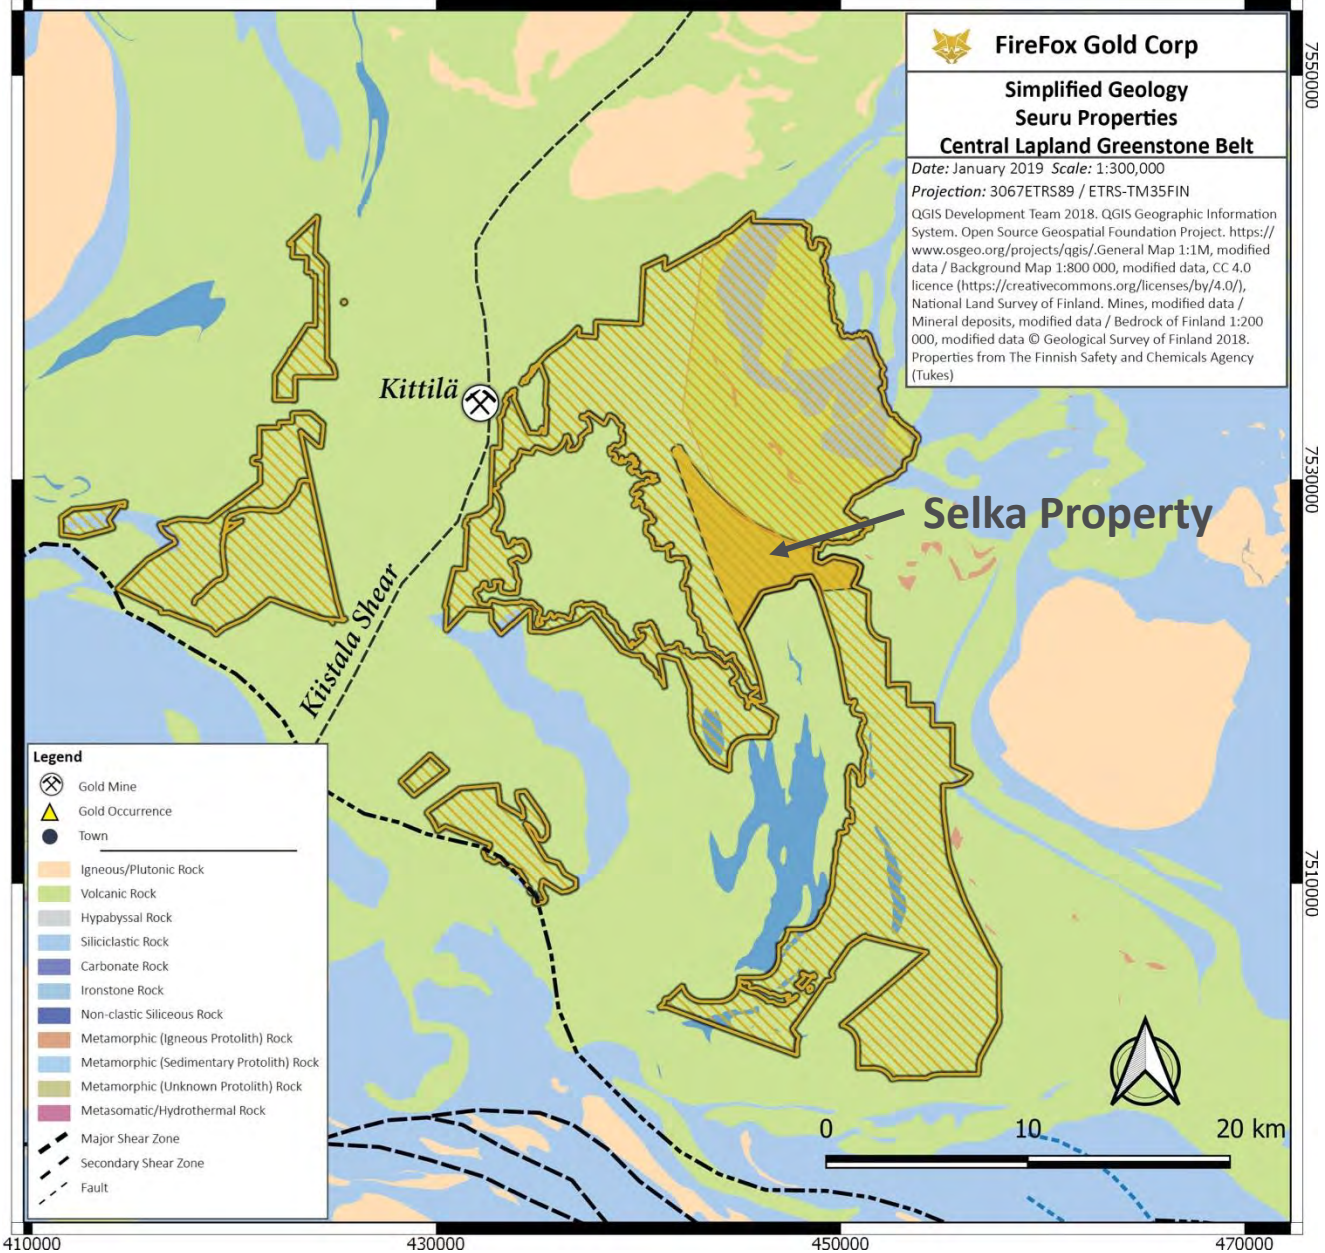 FireFox Gold Corp
Simplified Geology
Seuru Properties
Central Lapland Greenstone Belt
Date: January 2019 Scale: 1:300,000
Projection: 3067ETRS89 / ETRS-TM35FIN
QGIS Development Team 2018. QGIS Geographic Information
System. Open Source Geospatial Foundation Project. https://
www.osgeo.org/projects/qgis/.General Map 1:1M, modified
data / Background Map 1:800 000, modified data, CC 4.0
licence (https://creativecommons.org/licenses/by/4.0/),
National Land Survey of Finland. Mines, modified data /
Mineral deposits, modified data / Bedrock of Finland 1:200
000, modified data © Geological Survey of Finland 2018.
Properties from The Finnish Safety and Chemicals Agency
(Tukes)
7550000
Kittilä
7530000
Selka Property
Kiistala Shear
Legend
Gold Mine
Gold Occurrence
Town
Igneous/Plutonic Rock
Volcanic Rock
Hypabyssal Rock
Siliciclastic Rock
Carbonate Rock
Ironstone Rock
Non-clastic Siliceous Rock
Metamorphic (Igneous Protolith) Rock
Metamorphic (Sedimentary Protolith) Rock
Metamorphic (Unknown Protolith) Rock
Metasomatic/Hydrothermal Rock
Major Shear Zone
Secondary Shear Zone
Fault
7510000
0 10 20 km
410000 430000 450000 470000